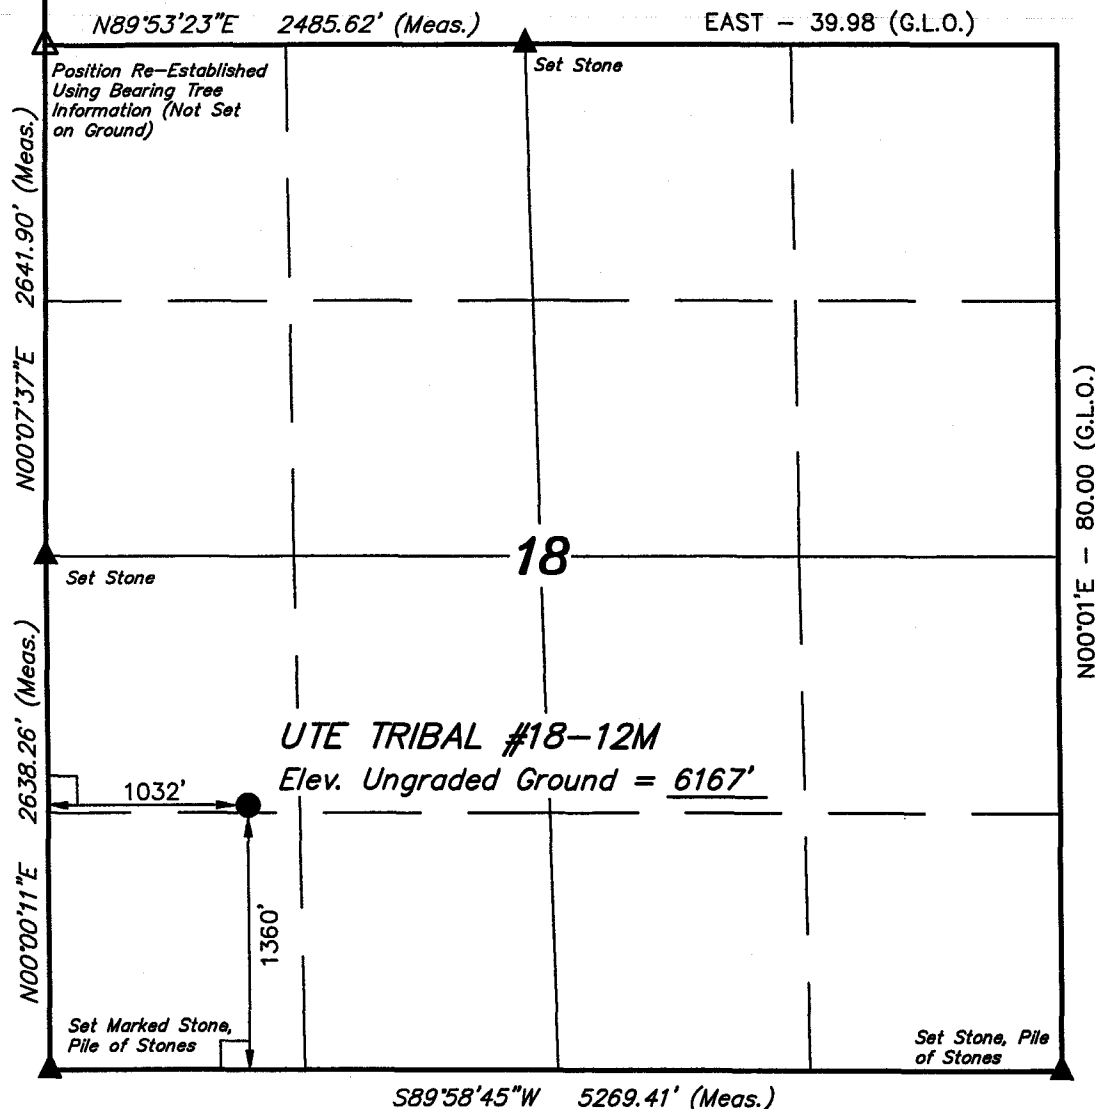 N89°53'23"E 2485.62' (Meas.)
EAST – 39.98 (G.L.O.)
Position Re–Established
Using Bearing Tree
Information (Not Set
on Ground)
Set Stone
N00°07'37"E 2641.90' (Meas.)
N00°01'E – 80.00 (G.L.O.)
18
Set Stone
N00°00'11"E 2638.26' (Meas.)
UTE TRIBAL #18–12M
Elev. Ungraded Ground = 6167'
1032'
1360'
Set Marked Stone,
Pile of Stones
Set Stone, Pile
of Stones
S89°58'45"W 5269.41' (Meas.)